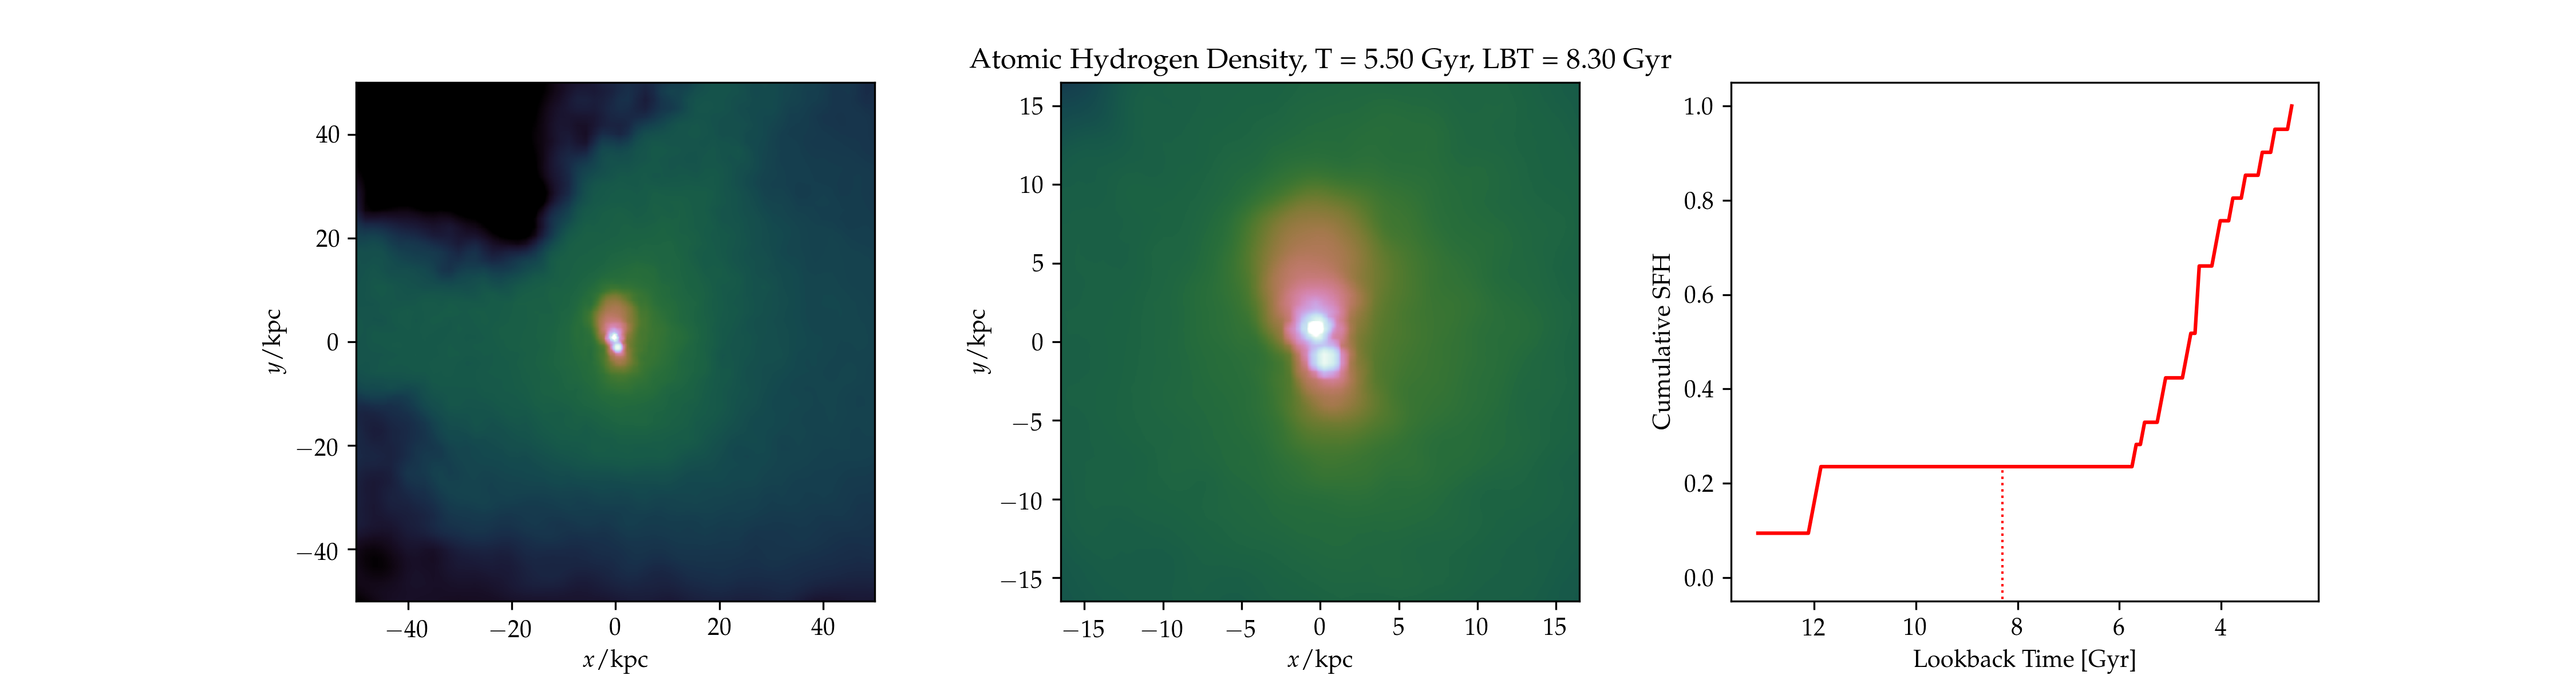 Atomic Hydrogen Density, T = 5.50 Gyr, LBT = 8.30 Gyr
y/kpc
40
20
0
−20
−40
−40 −20 0 20 40
x/kpc
y/kpc
15
10
5
0
−5
−10
−15
−15 −10 −5 0 5 10 15
x/kpc
Cumulative SFH
1.0
0.8
0.6
0.4
0.2
0.0
12 10 8 6 4
Lookback Time [Gyr]